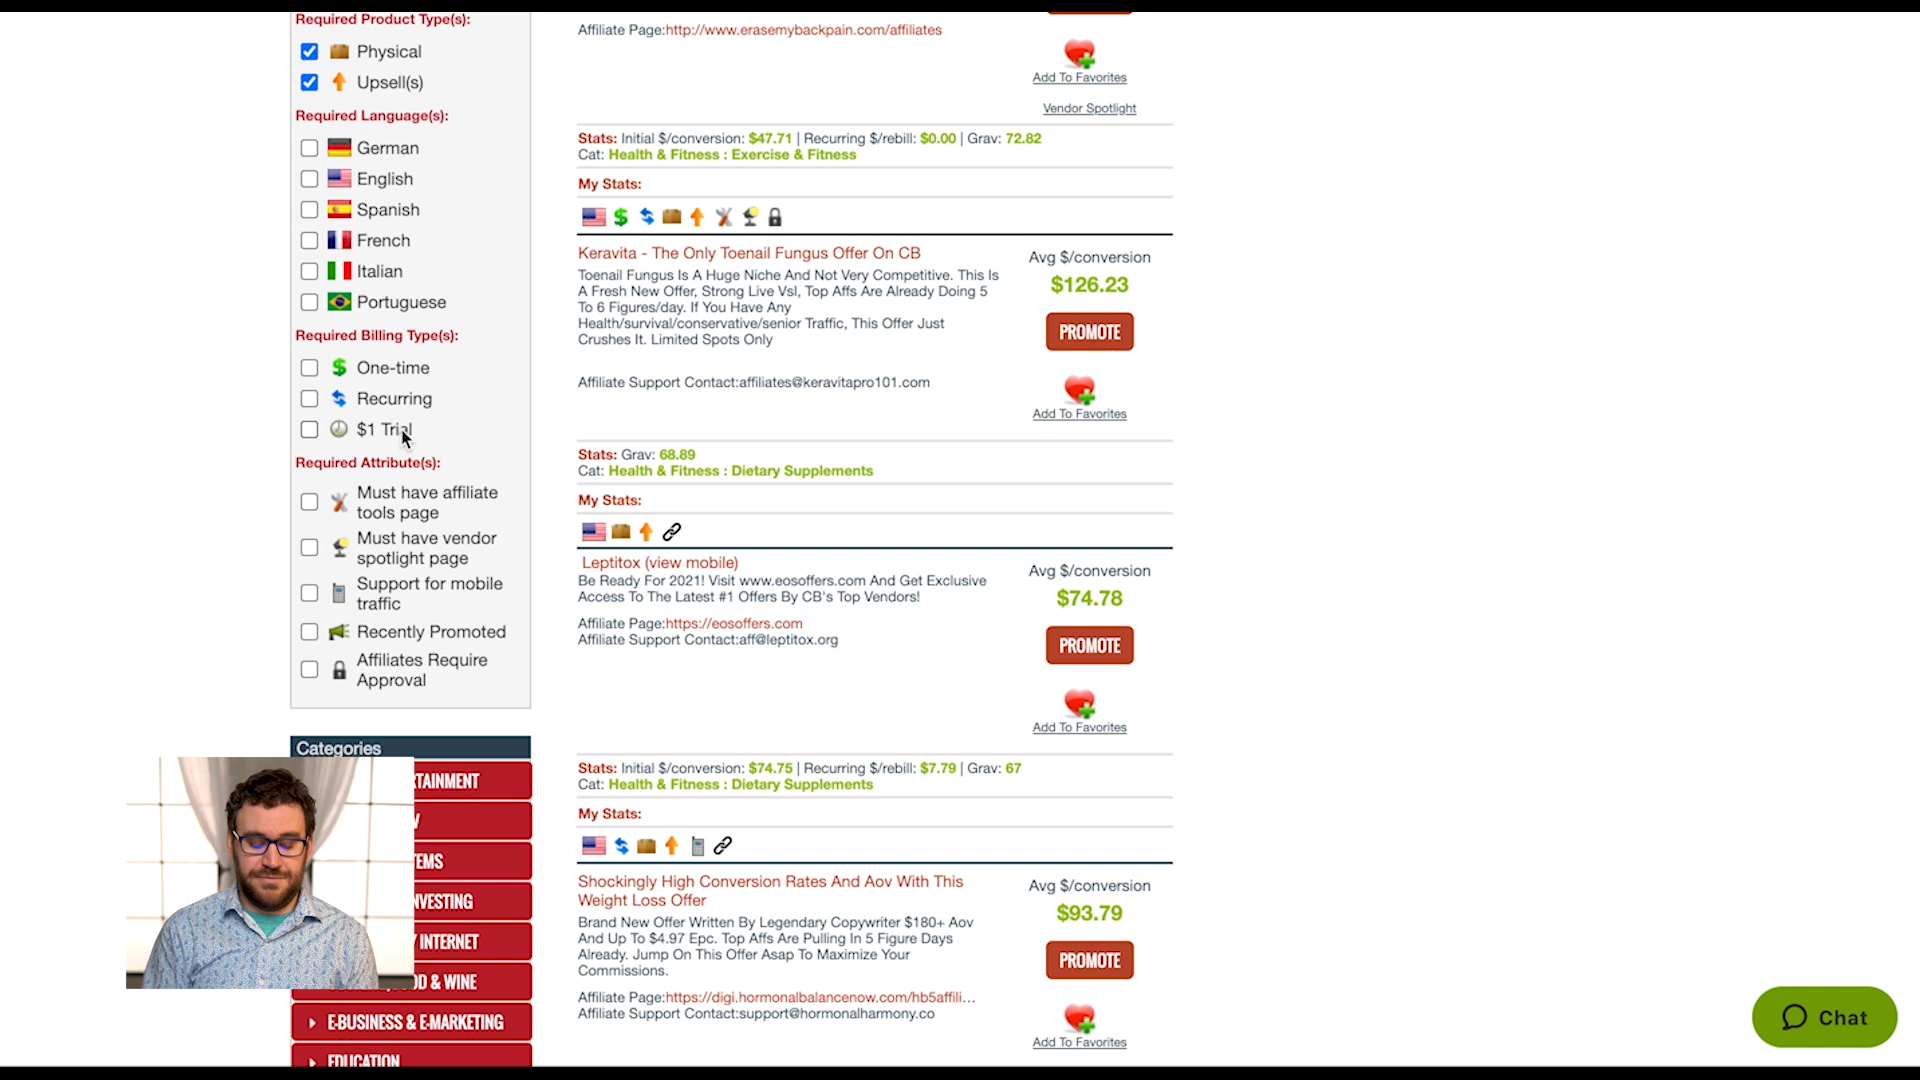 Required Product Type(s):
Physical
Upsell(s)
Required Language(s):
German
English
Spanish
French
Italian
Portuguese
Required Billing Type(s):
One-time
Recurring
$1 Trial
Required Attribute(s):
Must have affiliate
tools page
Must have vendor
spotlight page
Support for mobile
traffic
Recently Promoted
Affiliates Require
Approval
Categories
TAINMENT
TEMS
NVESTING
/ INTERNET
OD & WINE
E-BUSINESS & E-MARKETING
EDUCATION
Affiliate Page:http://www.erasemybackpain.com/affiliates
Add To Favorites
Vendor Spotlight
Stats: Initial $/conversion: $47.71 | Recurring $/rebill: $0.00 | Grav: 72.82
Cat: Health & Fitness : Exercise & Fitness
My Stats:
Keravita - The Only Toenail Fungus Offer On CB
Toenail Fungus Is A Huge Niche And Not Very Competitive. This Is
A Fresh New Offer, Strong Live Vsl, Top Affs Are Already Doing 5
To 6 Figures/day. If You Have Any
Health/survival/conservative/senior Traffic, This Offer Just
Crushes It. Limited Spots Only
Affiliate Support Contact:affiliates@keravitapro101.com
Avg $/conversion
$126.23
PROMOTE
Add To Favorites
Stats: Grav: 68.89
Cat: Health & Fitness : Dietary Supplements
My Stats:
Leptitox (view mobile)
Be Ready For 2021! Visit www.eosoffers.com And Get Exclusive
Access To The Latest #1 Offers By CB's Top Vendors!
Affiliate Page:https://eosoffers.com
Affiliate Support Contact:aff@leptitox.org
Avg $/conversion
$74.78
PROMOTE
Add To Favorites
Stats: Initial $/conversion: $74.75 | Recurring $/rebill: $7.79 | Grav: 67
Cat: Health & Fitness : Dietary Supplements
My Stats:
Shockingly High Conversion Rates And Aov With This
Weight Loss Offer
Brand New Offer Written By Legendary Copywriter $180+ Aov
And Up To $4.97 Epc. Top Affs Are Pulling In 5 Figure Days
Already. Jump On This Offer Asap To Maximize Your
Commissions.
Affiliate Page:https://digi.hormonalbalancenow.com/hb5affili...
Affiliate Support Contact:support@hormonalharmony.co
Avg $/conversion
$93.79
PROMOTE
Add To Favorites
Chat